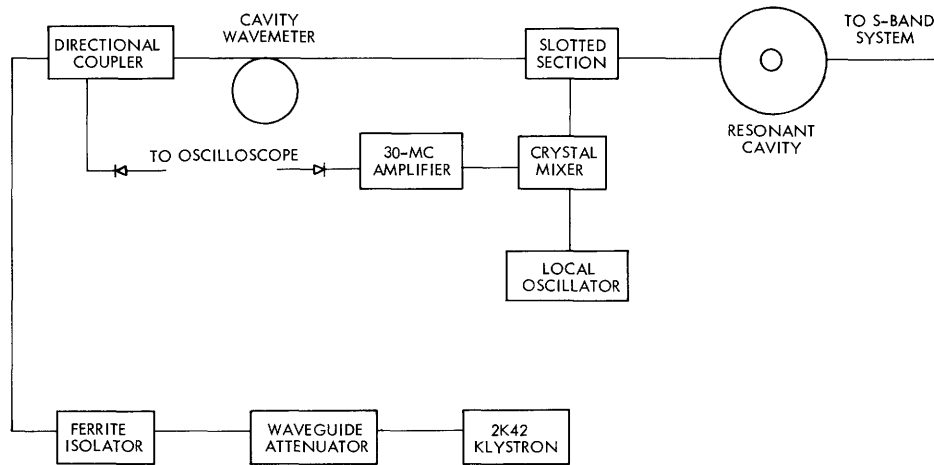 CAVITY
WAVEMETER
TO S-BAND
SYSTEM
DIRECTIONAL
COUPLER
SLOTTED
SECTION
RESONANT
CAVITY
TO OSCILLOSCOPE
30-MC
AMPLIFIER
CRYSTAL
MIXER
LOCAL
OSCILLATOR
FERRITE
ISOLATOR
WAVEGUIDE
ATTENUATOR
2K42
KLYSTRON